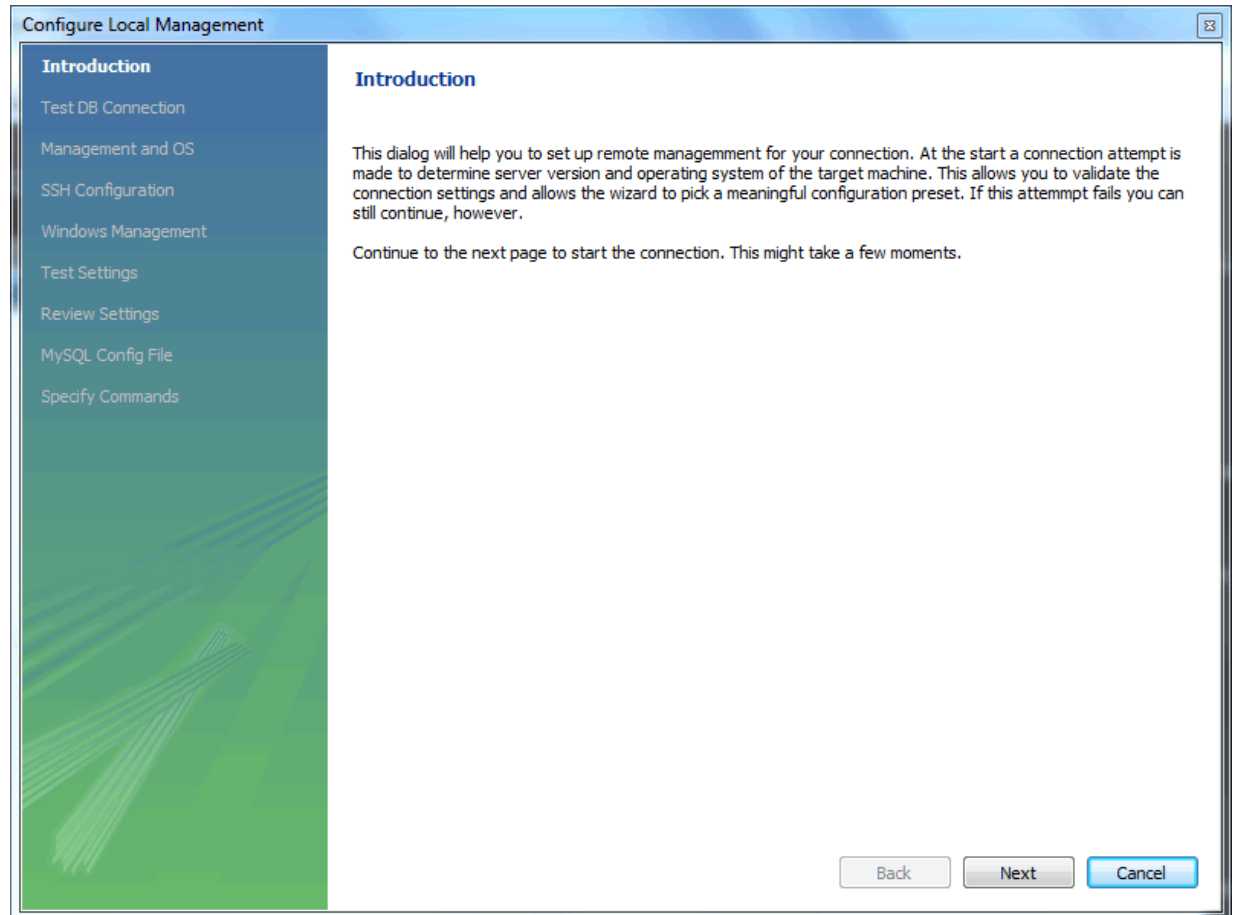 Configure Local Management
Introduction
Test DB Connection
Management and OS
SSH Configuration
Windows Management
Test Settings
Review Settings
MySQL Config File
Specify Commands
Introduction
This dialog will help you to set up remote managemment for your connection. At the start a connection attempt is
made to determine server version and operating system of the target machine. This allows you to validate the
connection settings and allows the wizard to pick a meaningful configuration preset. If this attemmpt fails you can
still continue, however.
Continue to the next page to start the connection. This might take a few moments.
Back
Next
Cancel